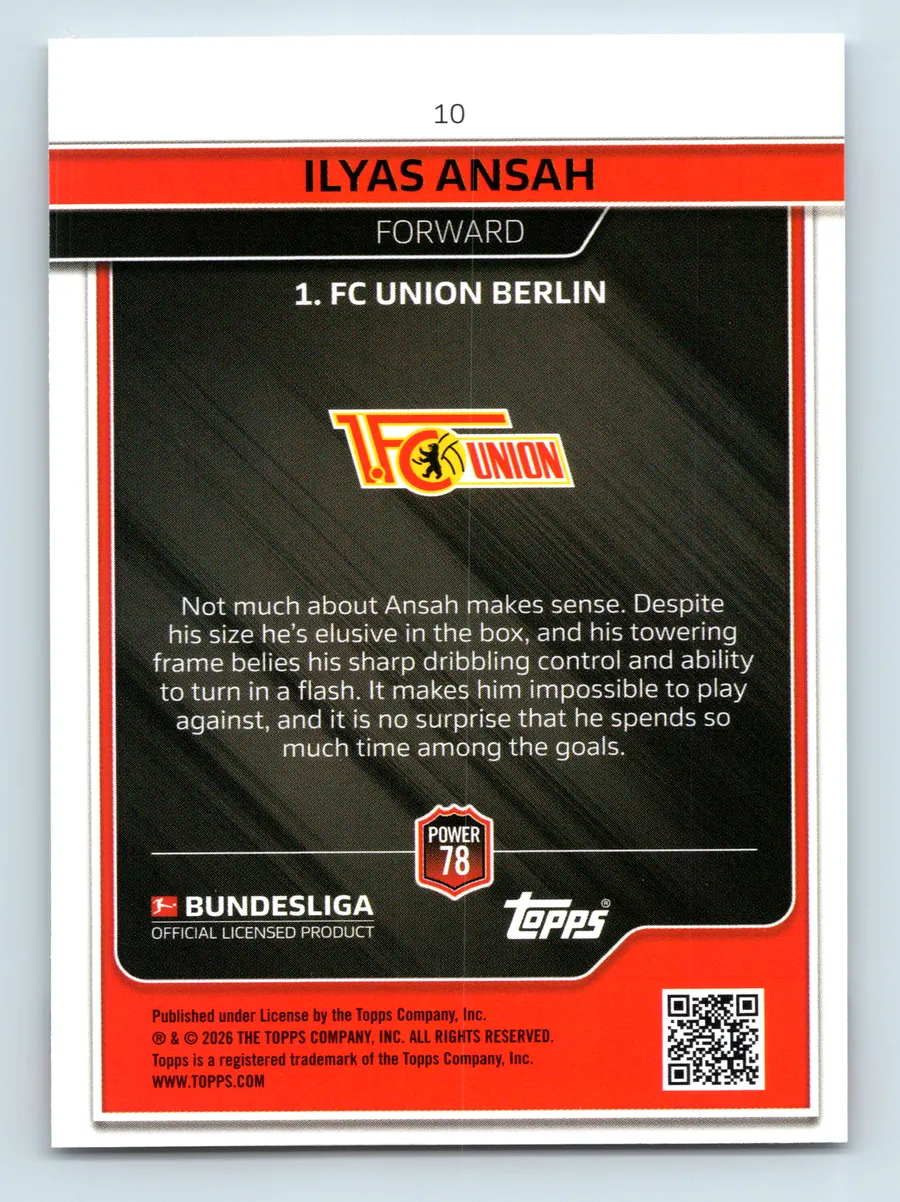 10
ILYAS ANSAH
FORWARD
1. FC UNION BERLIN
1.FC UNION
Not much about Ansah makes sense. Despite
his size he's elusive in the box, and his towering
frame belies his sharp dribbling control and ability
to turn in a flash. It makes him impossible to play
against, and it is no surprise that he spends so
much time among the goals.
POWER
78
BUNDESLIGA
OFFICIAL LICENSED PRODUCT
topps®
Published under License by the Topps Company, Inc.
® & © 2026 THE TOPPS COMPANY, INC. ALL RIGHTS RESERVED.
Topps is a registered trademark of the Topps Company, Inc.
WWW.TOPPS.COM